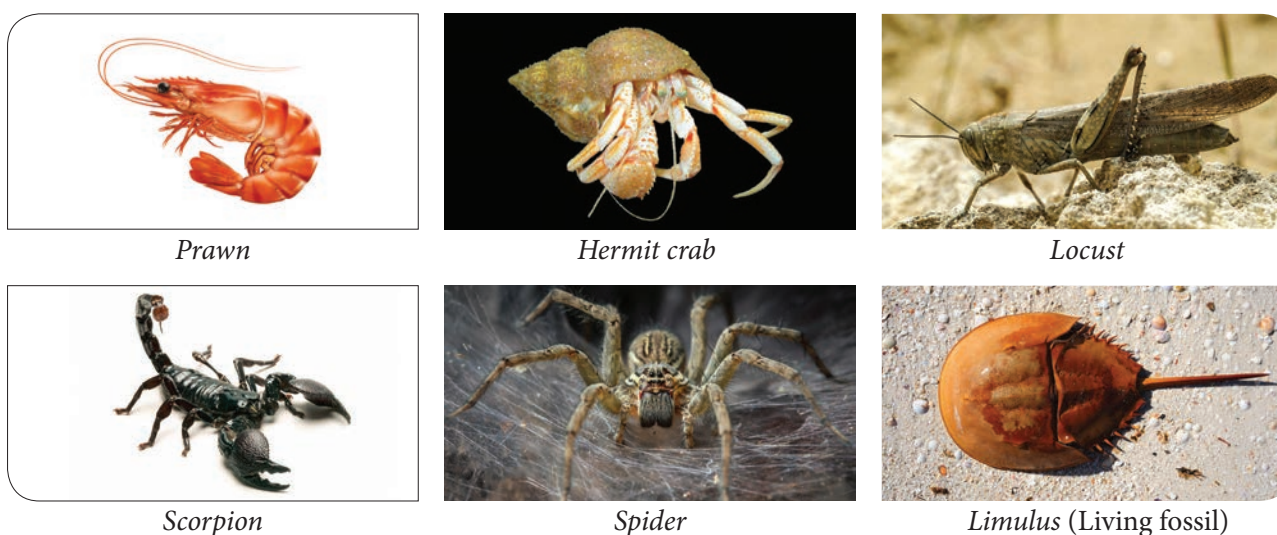 Prawn
Hermit crab
Locust
Scorpion
Spider
Limulus (Living fossil)